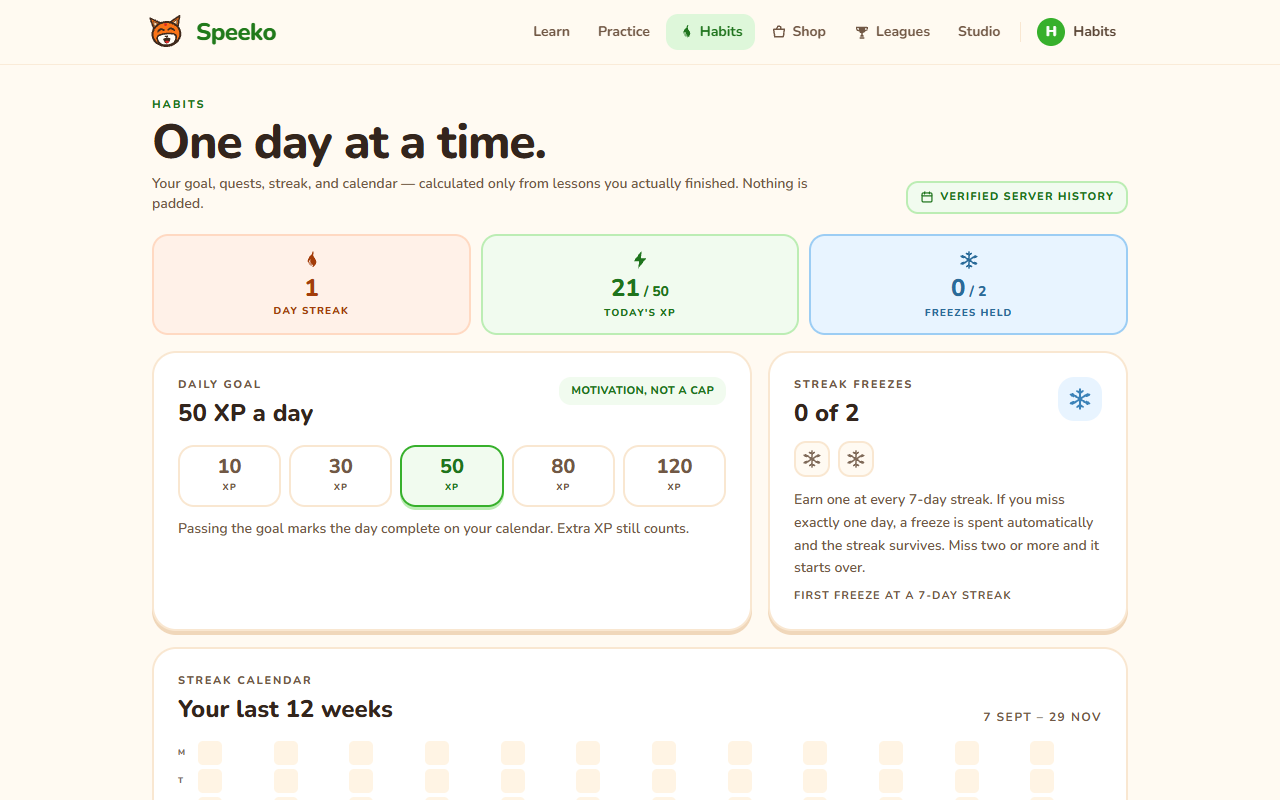 Speeko
Learn
Practice
Habits
Shop
Leagues
Studio
H
Habits
HABITS
One day at a time.
Your goal, quests, streak, and calendar — calculated only from lessons you actually finished. Nothing is
padded.
VERIFIED SERVER HISTORY
1
DAY STREAK
21 / 50
TODAY'S XP
0 / 2
FREEZES HELD
DAILY GOAL
50 XP a day
MOTIVATION, NOT A CAP
10
XP
30
XP
50
XP
80
XP
120
XP
Passing the goal marks the day complete on your calendar. Extra XP still counts.
STREAK FREEZES
0 of 2
Earn one at every 7-day streak. If you miss
exactly one day, a freeze is spent automatically
and the streak survives. Miss two or more and it
starts over.
FIRST FREEZE AT A 7-DAY STREAK
STREAK CALENDAR
Your last 12 weeks
7 SEPT – 29 NOV
M
T